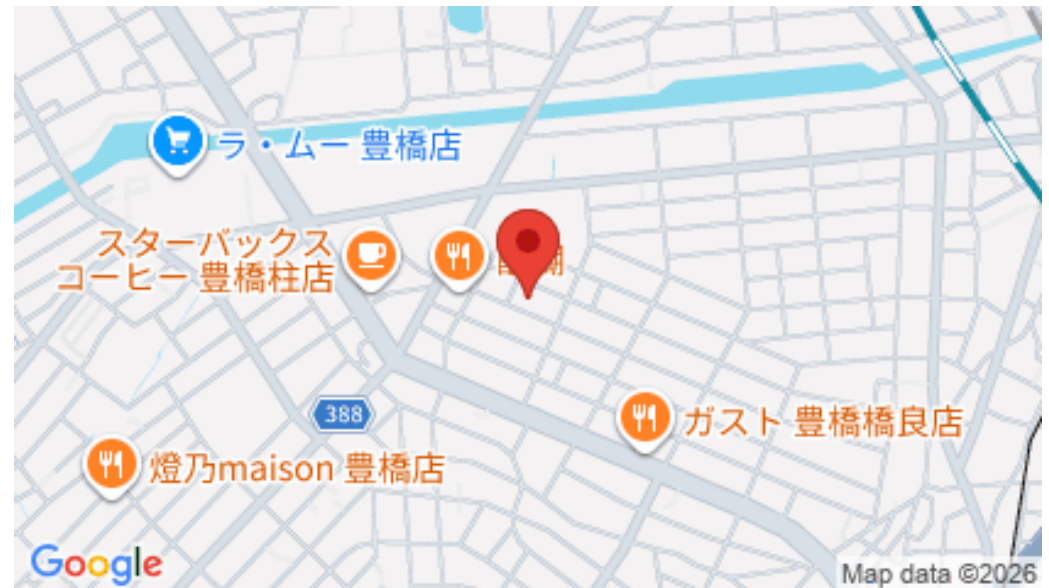 ラ・ムー 豊橋店
スターバックス
コーヒー 豊橋柱店
388
ガスト 豊橋橋良店
燈乃maison 豊橋店
Google
Map data ©2026